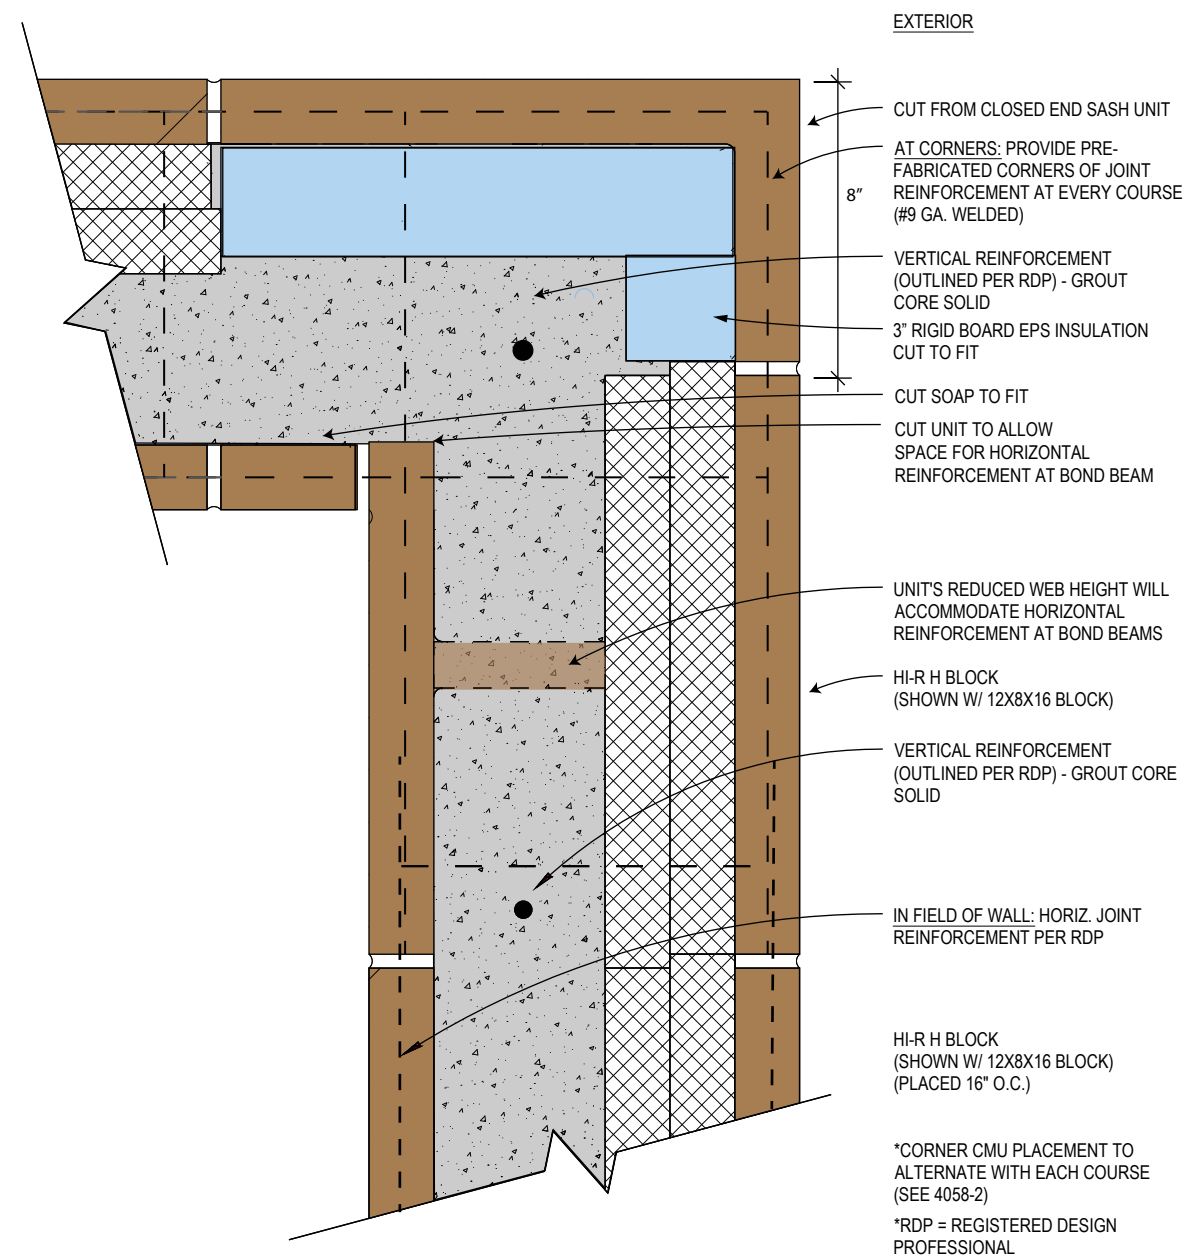 EXTERIOR
8"
CUT FROM CLOSED END SASH UNIT
AT CORNERS: PROVIDE PRE-
FABRICATED CORNERS OF JOINT
REINFORCEMENT AT EVERY COURSE
(#9 GA. WELDED)
VERTICAL REINFORCEMENT
(OUTLINED PER RDP) - GROUT
CORE SOLID
3" RIGID BOARD EPS INSULATION
CUT TO FIT
CUT SOAP TO FIT
CUT UNIT TO ALLOW
SPACE FOR HORIZONTAL
REINFORCEMENT AT BOND BEAM
UNIT'S REDUCED WEB HEIGHT WILL
ACCOMMODATE HORIZONTAL
REINFORCEMENT AT BOND BEAMS
HI-R H BLOCK
(SHOWN W/ 12X8X16 BLOCK)
VERTICAL REINFORCEMENT
(OUTLINED PER RDP) - GROUT CORE
SOLID
IN FIELD OF WALL: HORIZ. JOINT
REINFORCEMENT PER RDP
HI-R H BLOCK
(SHOWN W/ 12X8X16 BLOCK)
(PLACED 16" O.C.)
*CORNER CMU PLACEMENT TO
ALTERNATE WITH EACH COURSE
(SEE 4058-2)
*RDP = REGISTERED DESIGN
PROFESSIONAL